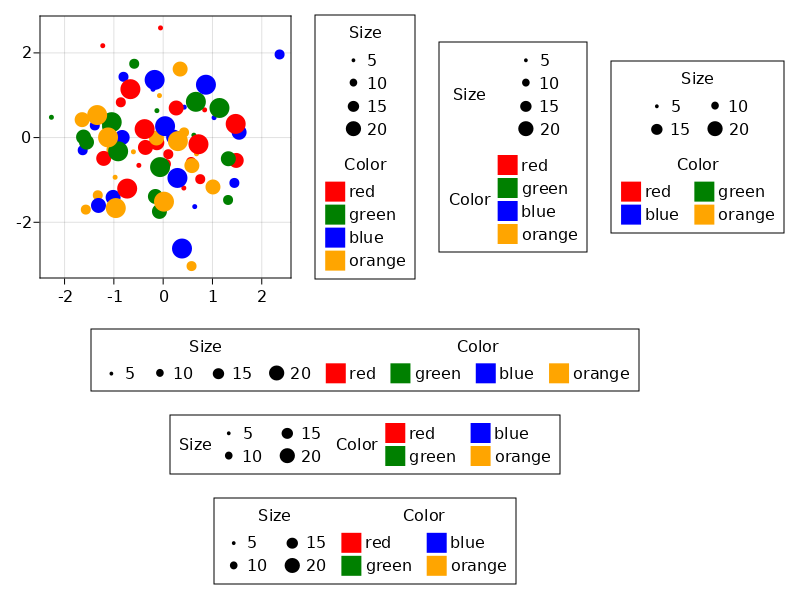 2
0
-2
-2 -1 0 1 2
Size
5
10
15
20
Color
red
green
blue
orange
Size
5
10
15
20
Color
red
green
blue
orange
Size
5 10
15 20
Color
red green
blue orange
Size Color
5 10 15 20 red green blue orange
Size 5 15 Color red blue
10 20 green orange
Size Color
5 15 red blue
10 20 green orange